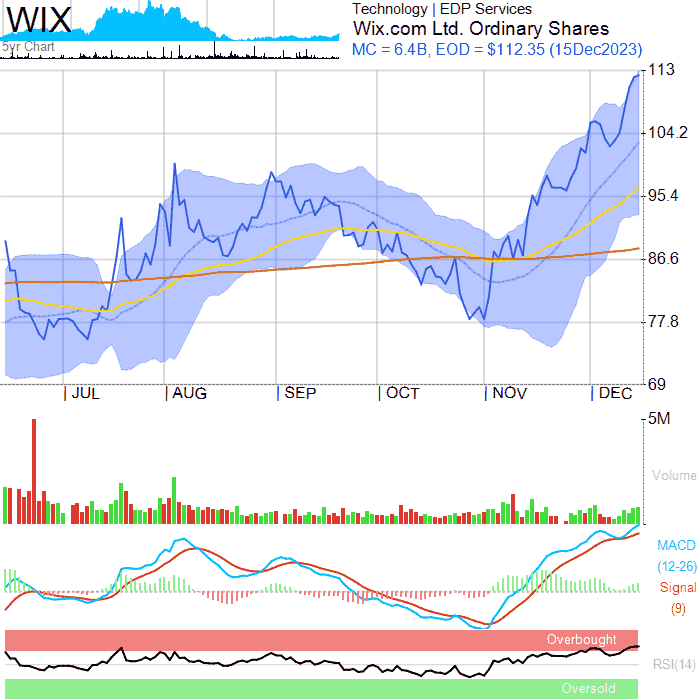 WIX
Technology | EDP Services
Wix.com Ltd. Ordinary Shares
5yr Chart
MC = 6.4B, EOD = $112.35 (15Dec2023)
113
104.2
95.4
86.6
77.8
69
JUL AUG SEP OCT NOV DEC
5M
Volume
MACD
(12-26)
Signal
(9)
Overbought
RSI(14)
Oversold